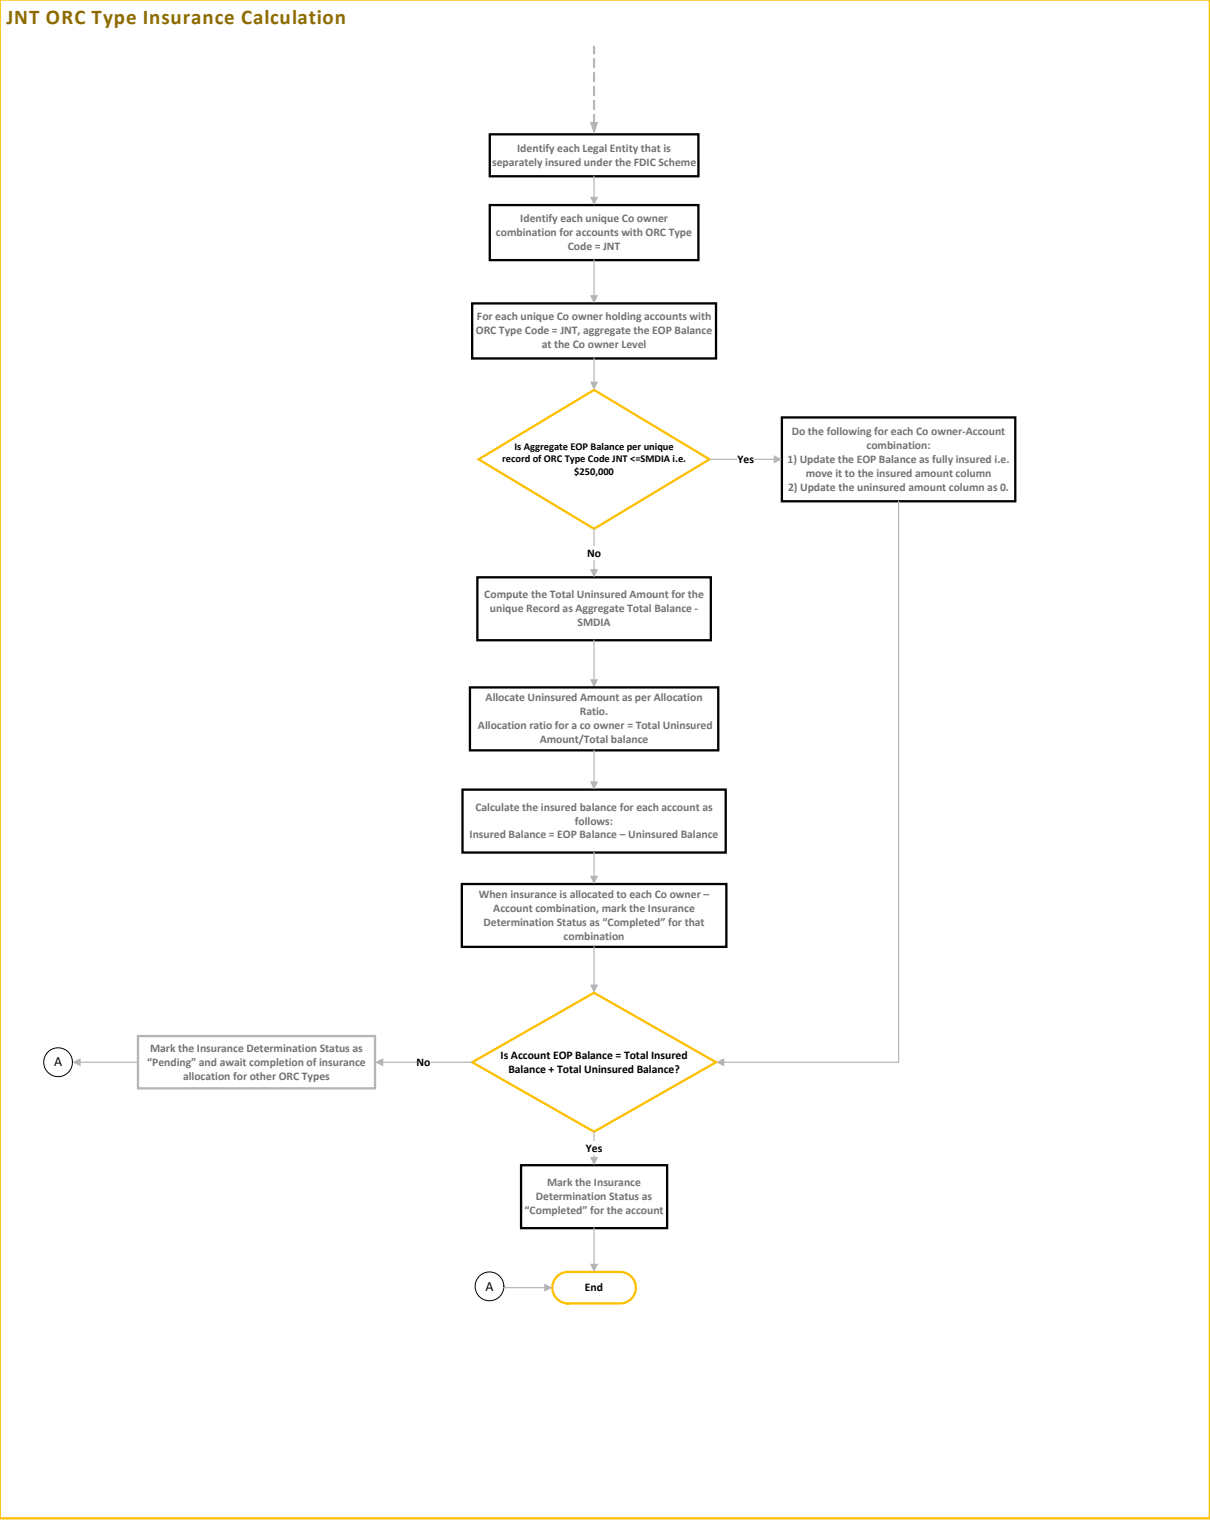 JNT ORC Type Insurance Calculation
Identify each Legal Entity that is
separately insured under the FDIC Scheme
Identify each unique Co owner
combination for accounts with ORC Type
Code = JNT
For each unique Co owner holding accounts with
ORC Type Code = JNT, aggregate the EOP Balance
at the Co owner Level
Is Aggregate EOP Balance per unique
record of ORC Type Code JNT <=SMDIA i.e.
$250,000
Yes
Do the following for each Co owner-Account
combination:
1) Update the EOP Balance as fully insured i.e.
move it to the insured amount column
2) Update the uninsured amount column as 0.
No
Compute the Total Uninsured Amount for the
unique Record as Aggregate Total Balance -
SMDIA
Allocate Uninsured Amount as per Allocation
Ratio.
Allocation ratio for a co owner = Total Uninsured
Amount/Total balance
Calculate the insured balance for each account as
follows:
Insured Balance = EOP Balance – Uninsured Balance
When insurance is allocated to each Co owner –
Account combination, mark the Insurance
Determination Status as “Completed” for that
combination
Is Account EOP Balance = Total Insured
Balance + Total Uninsured Balance?
No
Mark the Insurance Determination Status as
“Pending” and await completion of insurance
allocation for other ORC Types
A
Yes
Mark the Insurance
Determination Status as
“Completed” for the account
A
End